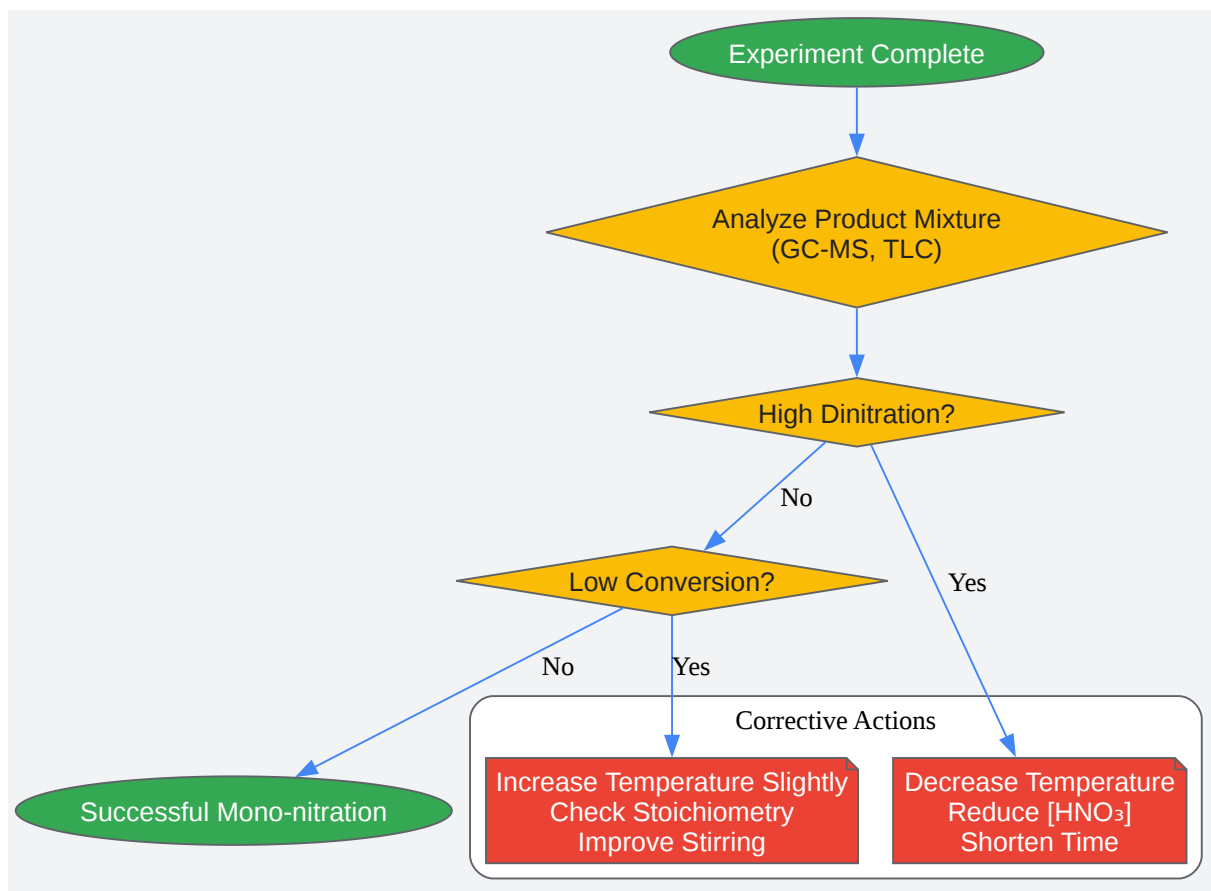 Experiment Complete
Analyze Product Mixture
(GC-MS, TLC)
High Dinitration?
No
Low Conversion?
Yes
No
Yes
Corrective Actions
Increase Temperature Slightly
Check Stoichiometry
Improve Stirring
Decrease Temperature
Reduce [HNO₃]
Shorten Time
Successful Mono-nitration